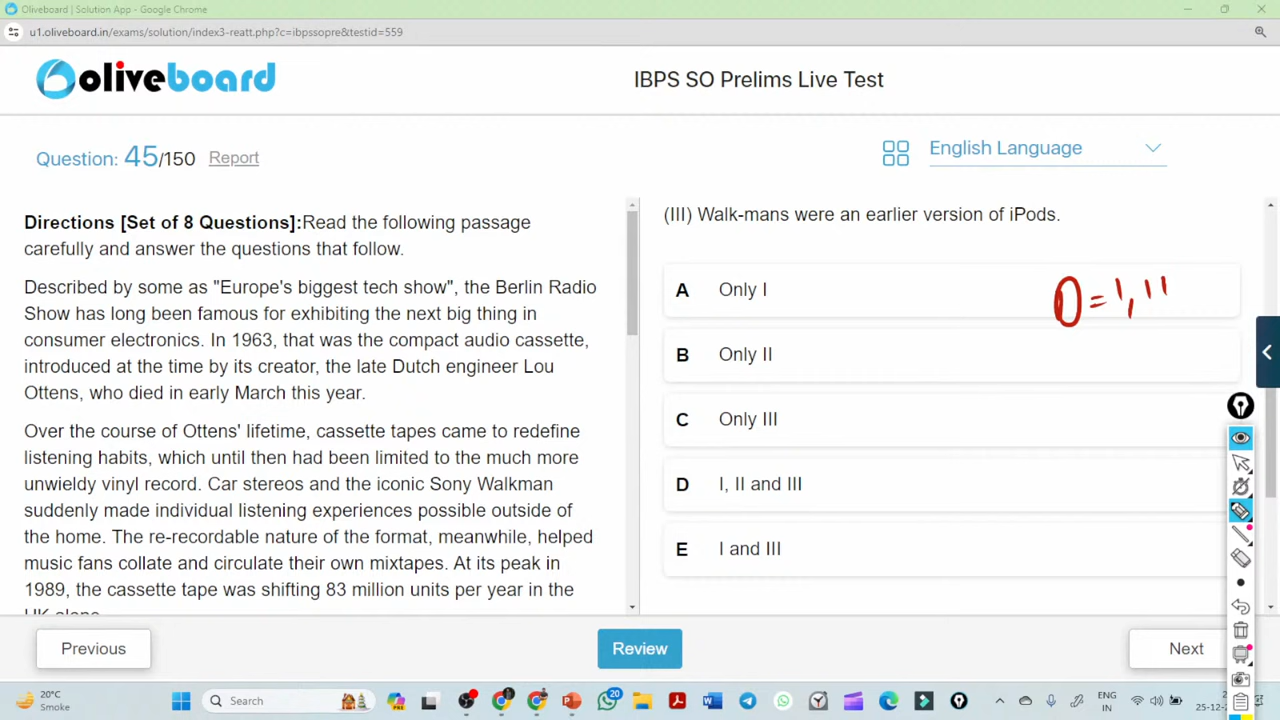 Oliveboard | Solution App - Google Chrome
u1.oliveboard.in/exams/solution/index3-reatt.php?c=ibpssopre&testid=559
oliveboard
IBPS SO Prelims Live Test
Question: 45/150 Report
English Language
Directions [Set of 8 Questions]:Read the following passage
carefully and answer the questions that follow.
Described by some as "Europe's biggest tech show", the Berlin Radio
Show has long been famous for exhibiting the next big thing in
consumer electronics. In 1963, that was the compact audio cassette,
introduced at the time by its creator, the late Dutch engineer Lou
Ottens, who died in early March this year.
Over the course of Ottens' lifetime, cassette tapes came to redefine
listening habits, which until then had been limited to the much more
unwieldy vinyl record. Car stereos and the iconic Sony Walkman
suddenly made individual listening experiences possible outside of
the home. The re-recordable nature of the format, meanwhile, helped
music fans collate and circulate their own mixtapes. At its peak in
1989, the cassette tape was shifting 83 million units per year in the
UK alone
(III) Walk-mans were an earlier version of iPods.
A Only I
B Only II
C Only III
D I, II and III
E I and III
Previous
Review
Next
20°C
Smoke
Search
20
ENG
IN